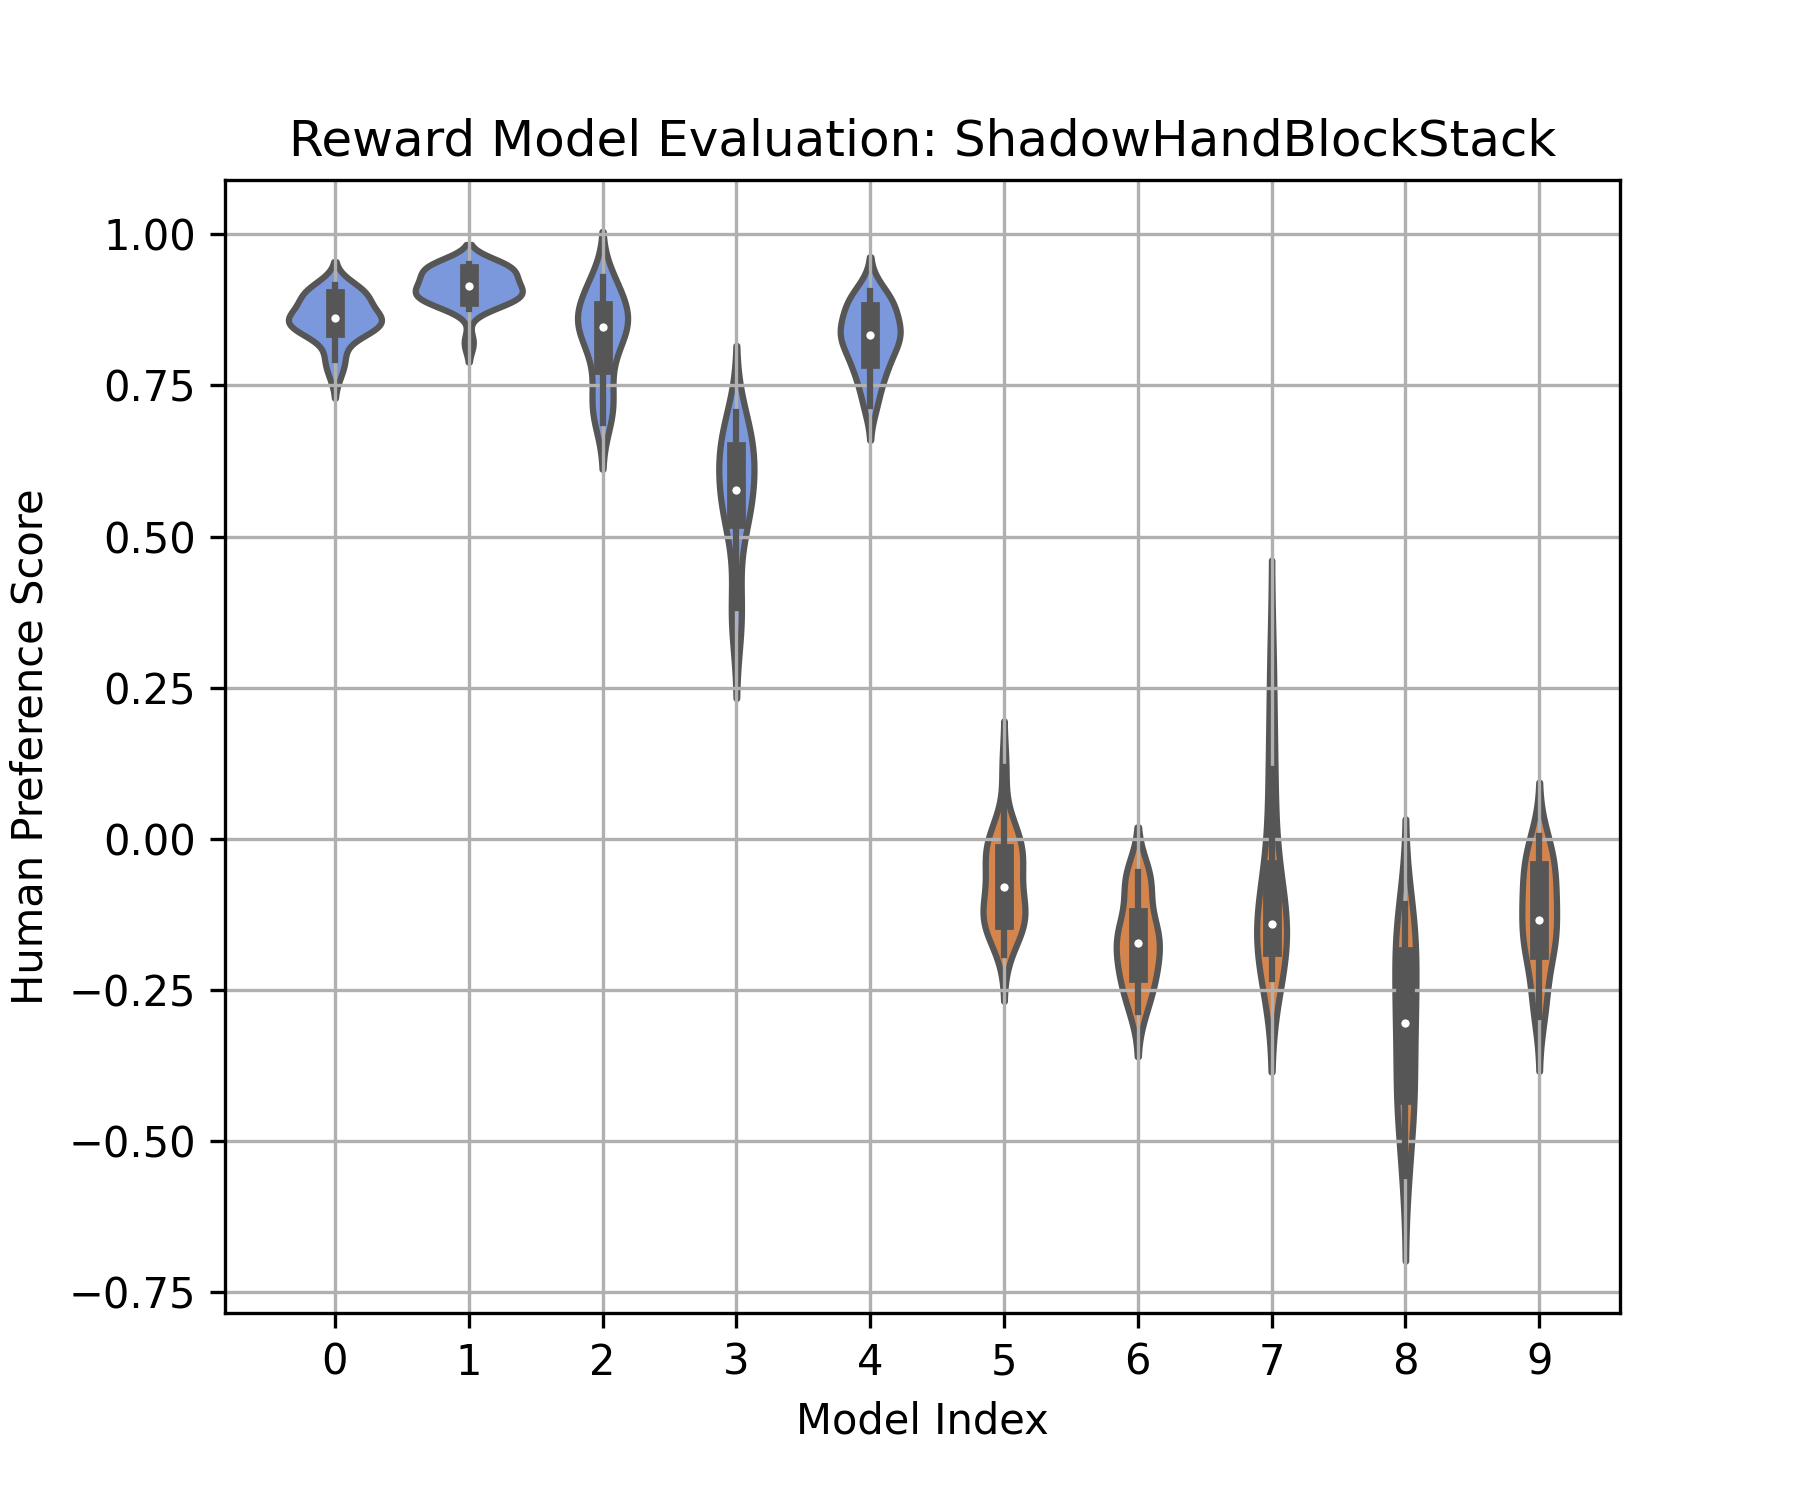 Reward Model Evaluation: ShadowHandBlockStack
Human Preference Score
1.00
0.75
0.50
0.25
0.00
−0.25
−0.50
−0.75
0 1 2 3 4 5 6 7 8 9
Model Index